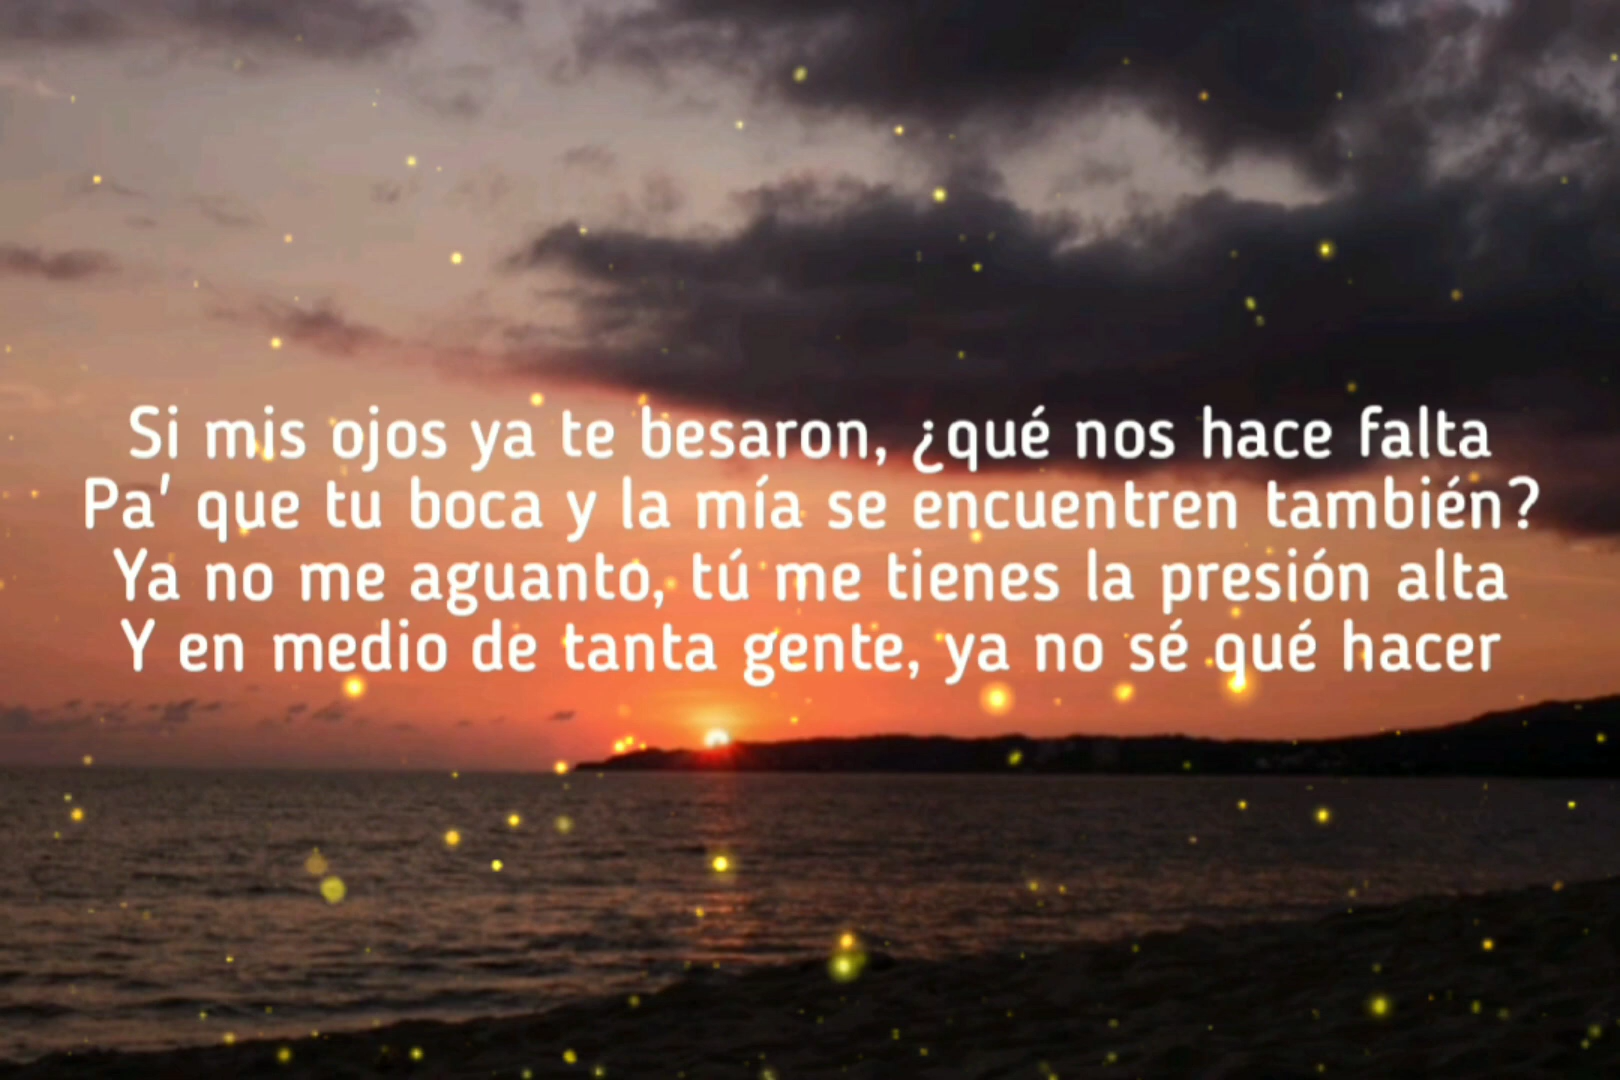 Si mis ojos ya te besaron, ¿qué nos hace falta
Pa' que tu boca y la mía se encuentren también?
Ya no me aguanto, tú me tienes la presión alta
Y en medio de tanta gente, ya no sé qué hacer